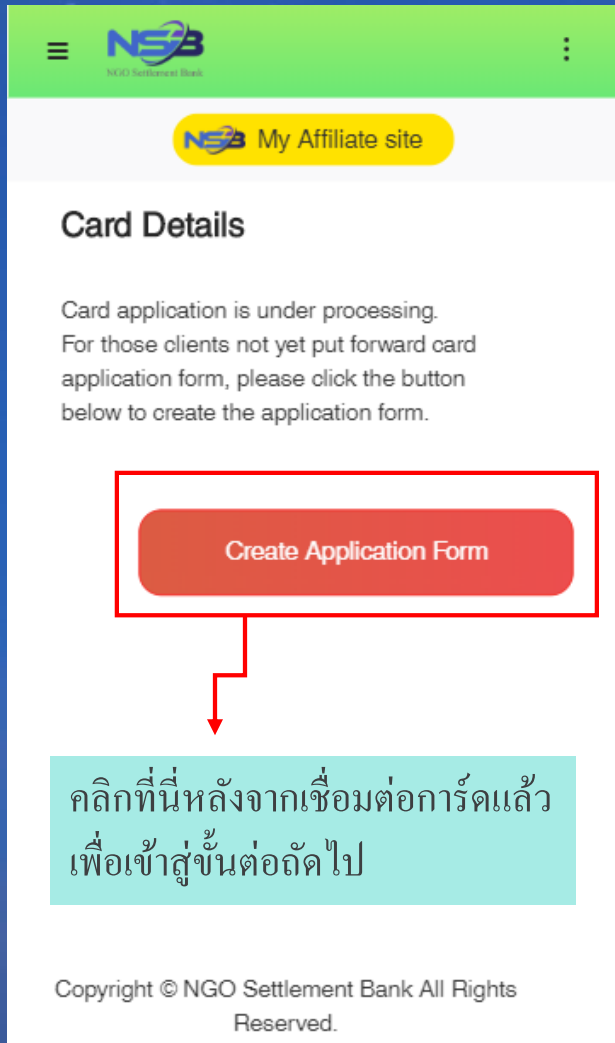 NSB
NGO Settlement Bank
NSB My Affiliate site
Card Details
Card application is under processing.
For those clients not yet put forward card
application form, please click the button
below to create the application form.
Create Application Form
คลิกที่นี่หลังจากเชื่อมต่อการ์ดแล้ว
เพื่อเข้าสู่ขั้นต่อถัดไป
Copyright © NGO Settlement Bank All Rights
Reserved.